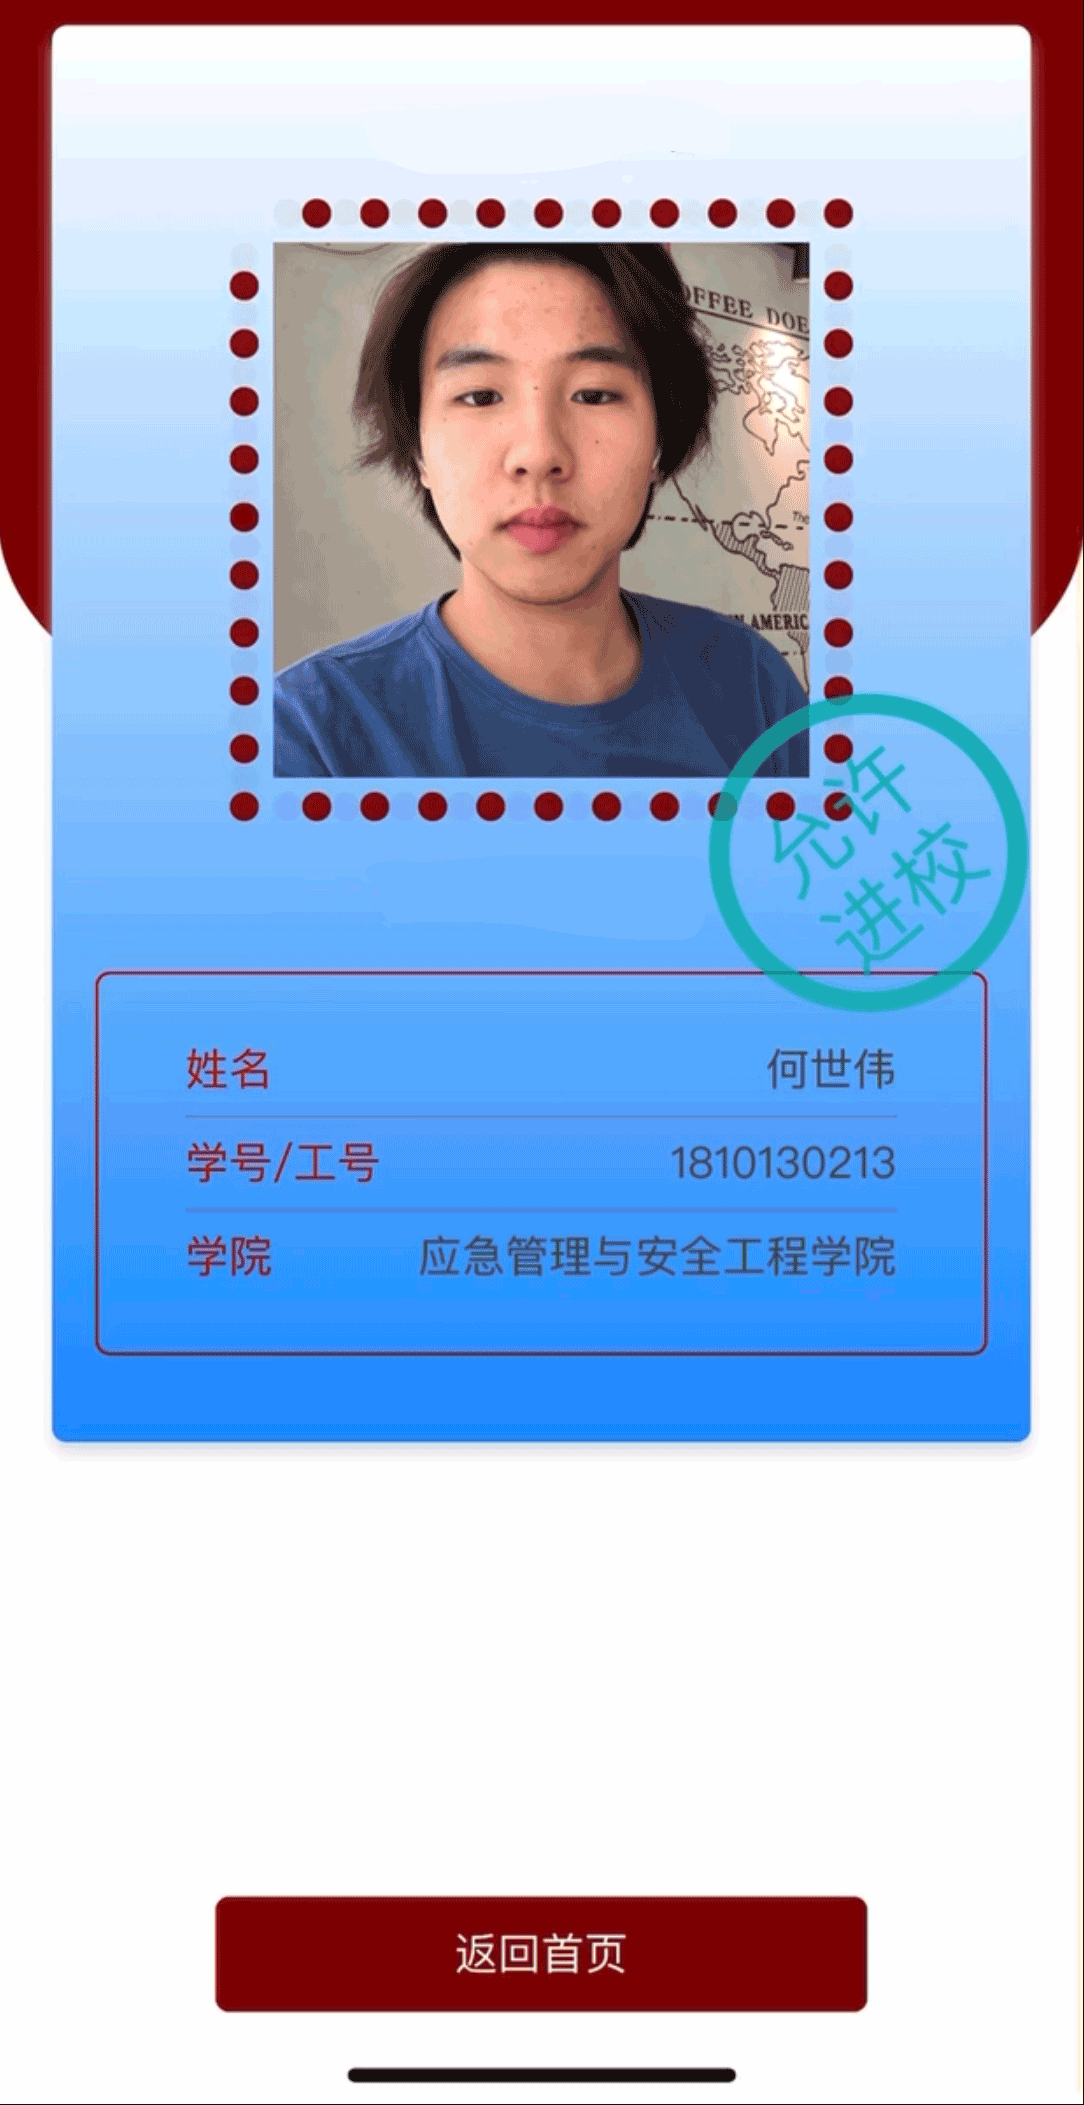 OFFEE DOE
The
N AMERIC
允许
进校
姓名 何世伟
学号/工号 1810130213
学院 应急管理与安全工程学院
返回首页